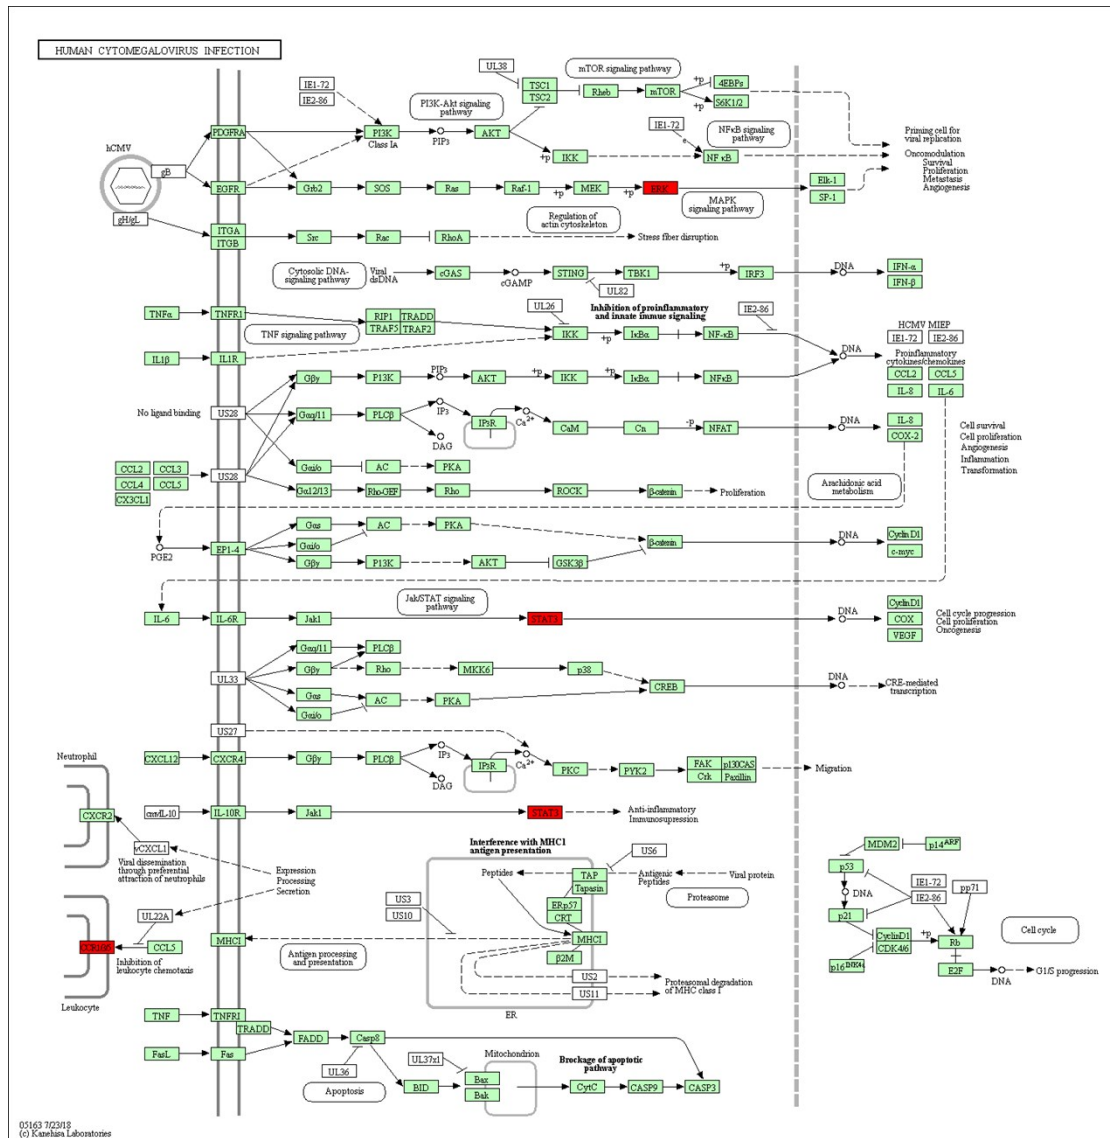 HUMAN CYTOMEGALOVIRUS INFECTION
hCMV
gB
gH/gL
IE1-72
IE2-86
PDGFRA
EGFR
PI3K
Class IA
PIP3
PI3K-Akt signaling
pathway
AKT
UL38
TSC1
TSC2
mTOR signaling pathway
Rheb
mTOR
+p
+p
4EBPs
S6K1/2
+p
IKK
IE1-72
e
NFκB signaling
pathway
NF κB
Priming cell for
viral replication
Oncomodulation
Survival
Proliferation
Metastasis
Angiogenesis
Grb2
SOS
Ras
Raf-1
+p
MEK
+p
ERK
MAPK
signaling pathway
Elk-1
SP-1
ITGA
ITGB
Src
Rac
RhoA
Regulation of
actin cytoskeleton
Stress fiber disruption
Cytosolic DNA-
signaling pathway
Viral
dsDNA
cGAS
cGAMP
STING
UL82
TBK1
+p
IRF3
DNA
IFN-α
IFN-β
TNFα
TNFR1
TNF signaling pathway
RIP1
TRADD
TRAF5
TRAF2
UL26
Inhibition of proinflammatory
and innate immue signaling
IE2-86
IKK
+p
IκBα
NF-κB
IL1β
IL1R
DNA
HCMV MIEP
IE1-72
IE2-86
Proinflammatory
cytokines/chemokines
CCL2
CCL5
IL-8
IL-6
Gβγ
P13K
PIP3
AKT
+p
IKK
+p
IκBα
NFκB
No ligand binding
US28
Gαq/11
PLCβ
IP3
DAG
IP3R
Ca2+
CaM
Cn
-p
NFAT
DNA
IL-8
COX-2
Cell survival
Cell proliferation
Angiogenesis
Inflammation
Transformation
Gαi/o
AC
PKA
CCL2
CCL3
CCL4
CCL5
CX3CL1
US28
Gα12/13
Rho-GEF
Rho
ROCK
β-catenin
Proliferation
Arachidonic acid
metabolism
PGE2
EP1-4
Gαs
AC
PKA
Gαi/o
Gβγ
P13K
AKT
GSK3β
β-catenin
DNA
CyclinD1
c-myc
Jak/STAT signaling
pathway
IL-6
IL-6R
Jak1
STAT3
DNA
CyclinD1
COX
VEGF
Cell cycle progression
Cell proliferation
Oncogenesis
UL33
Gαq/11
PLCβ
Gβγ
Rho
MKK6
p38
Gαs
Gαi/o
AC
PKA
CREB
DNA
CRE-mediated
transcription
US27
CXCL12
CXCR4
Gβγ
PLCβ
IP3
DAG
IP3R
Ca2+
PKC
PYK2
FAK
p130CAS
Crk
Paxillin
Migration
Neutrophil
CXCR2
cmvIL-10
IL-10R
Jak1
STAT3
Anti-inflammatory
Immunosupression
vCXCL1
Viral dissemination
through preferential
attraction of neutrophils
Expression
Processing
Secretion
UL22A
CCL5
Inhibition of
leukocyte chemotaxis
Leukocyte
MHCI
Antigen processing
and presentation
US3
US10
Interference with MHC1
antigen presentation
Peptides
TAP
Tapasin
ERp57
CRT
MHCI
β2M
US2
US11
ER
US6
Antigenic
Peptides
Viral protein
Proteasome
Proteasomal degradation
of MHC class I
MDM2
p14ARF
p53
DNA
p21
IE1-72
IE2-86
pp71
CyclinD1
CDK4/6
+p
Rb
E2F
DNA
G1/S progression
Cell cycle
TNF
TNFRI
TRADD
FasL
Fas
FADD
Casp8
UL36
Apoptosis
BID
UL37x1
Mitochondrion
Bax
Bak
Brockage of apoptotic
pathway
CytC
CASP9
CASP3
05163 7/23/18
(c) Kanehisa Laboratories